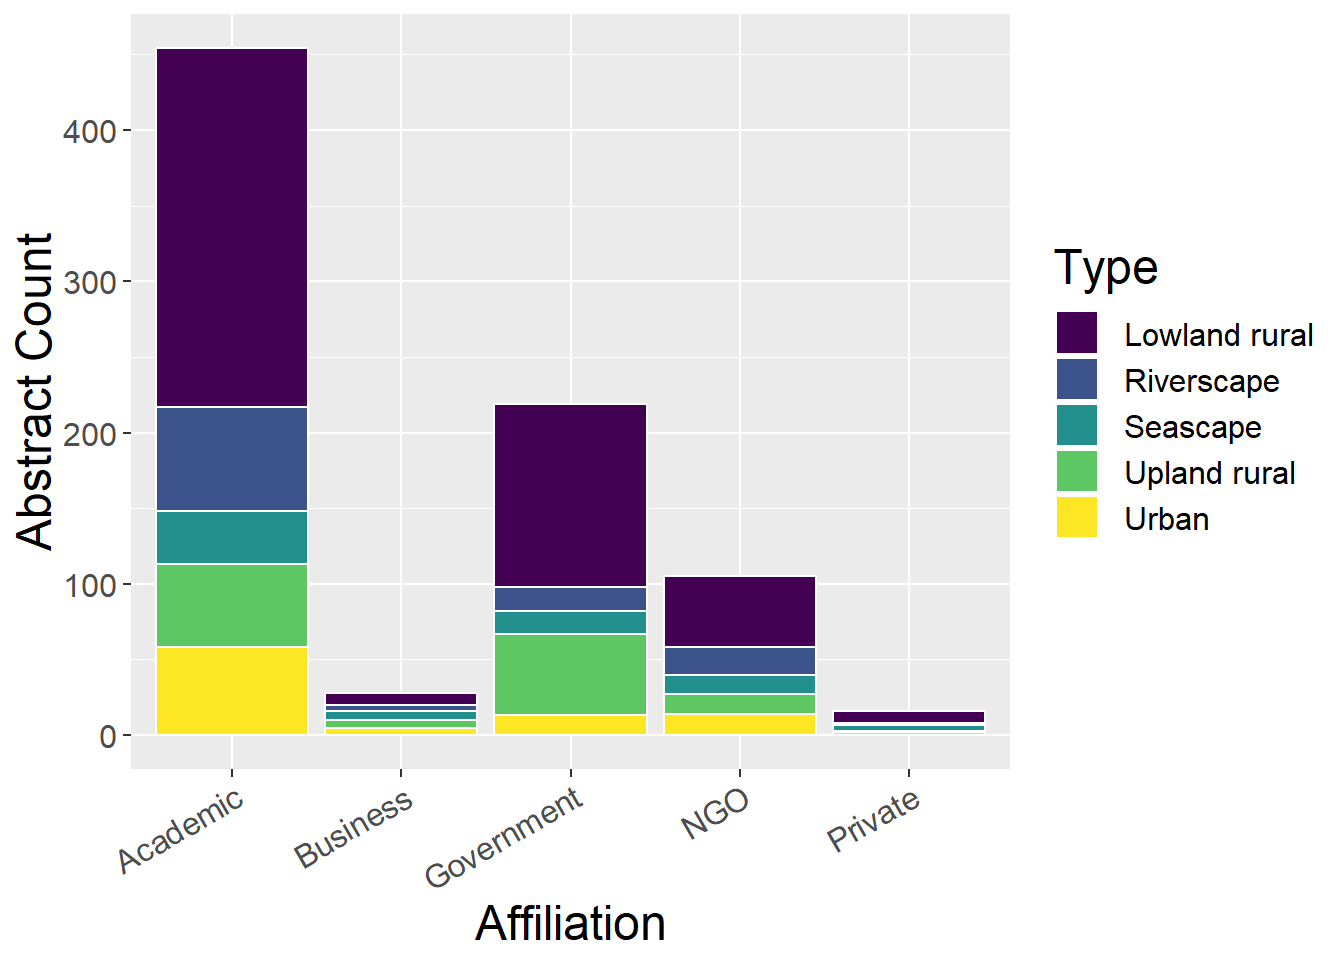 Abstract Count
400
300
200
100
0
Academic
Business
Government
NGO
Private
Affiliation
Type
Lowland rural
Riverscape
Seascape
Upland rural
Urban